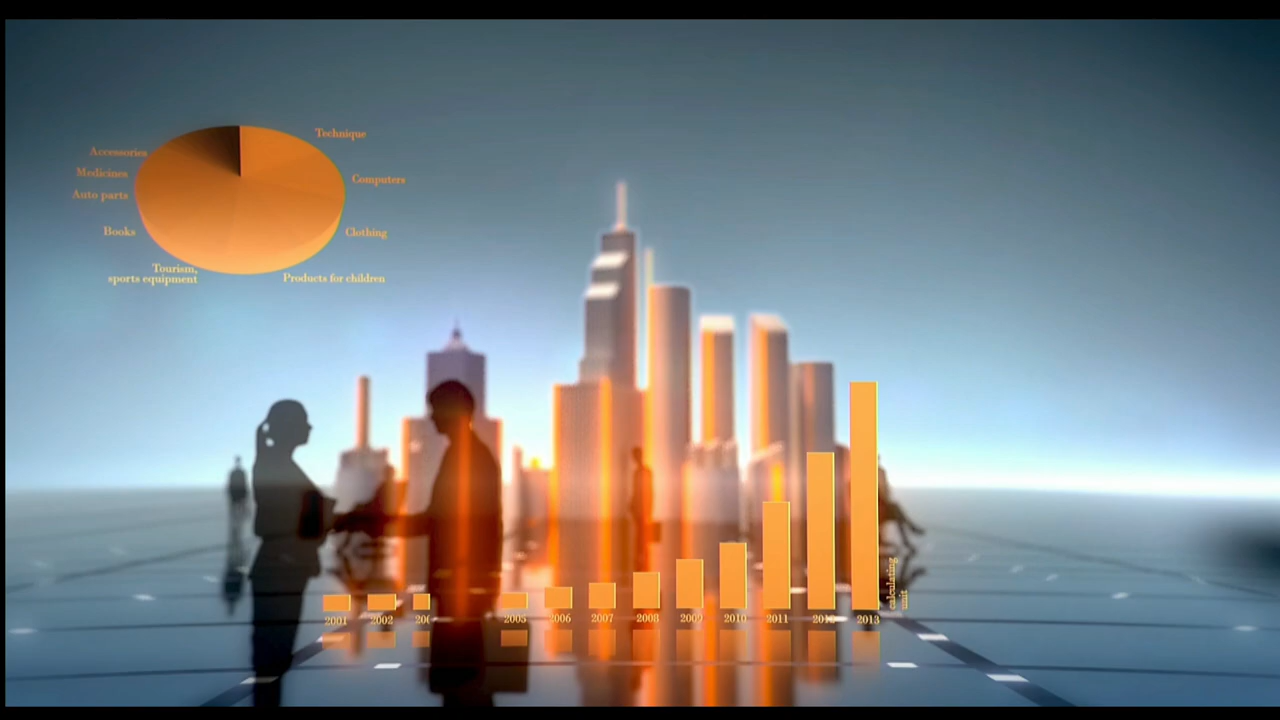 Technique
Accessories
Medicines
Computers
Auto parts
Books
Clothing
Tourism,
sports equipment
Products for children
calculating
unit
2001 2002 2005 2006 2007 2008 2009 2010 2011 2012 2013